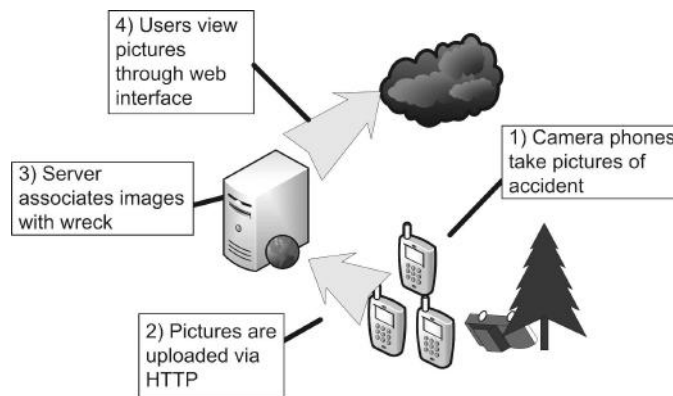 4) Users view
pictures
through web
interface
1) Camera phones
take pictures of
accident
3) Server
associates images
with wreck
2) Pictures are
uploaded via
HTTP